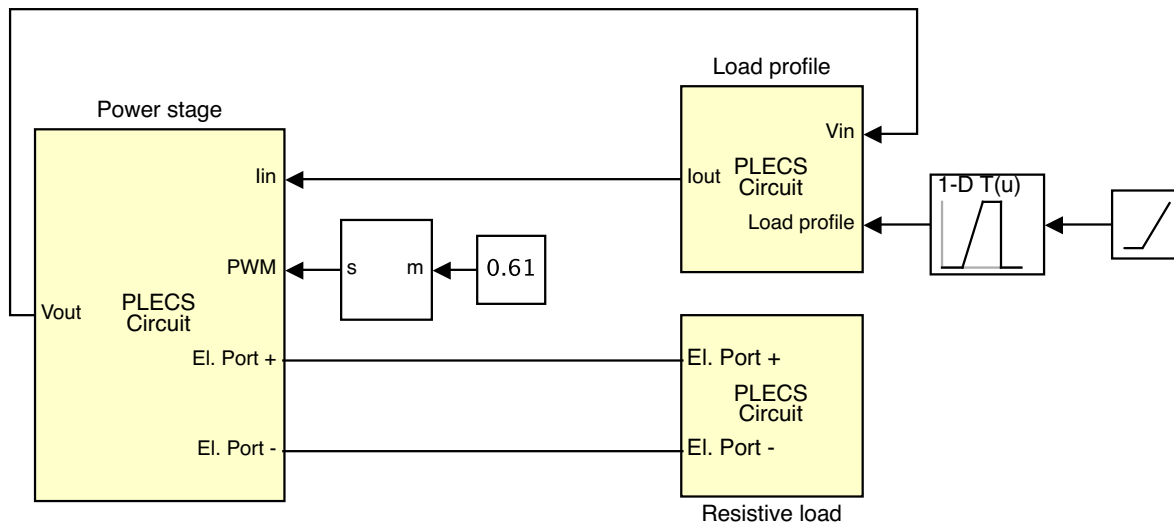 Load profile
Power stage
Vin
Iin
Iout
PLECS
Circuit
1-D T(u)
Load profile
PWM
s
m
0.61
Vout
PLECS
Circuit
El. Port +
El. Port +
PLECS
Circuit
El. Port -
El. Port -
Resistive load